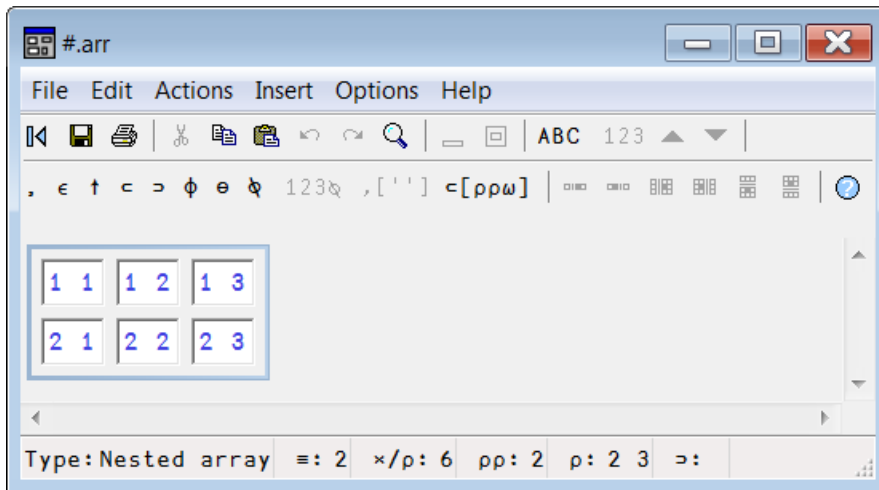 #.arr
File Edit Actions Insert Options Help
ABC 123
, ϵ ↑ ⊂ ⊃ ⌽ ⊖ ⍉ 123⍉ ,[''] ⊂[⍴⍴⍵] ?
1 1 1 2 1 3
2 1 2 2 2 3
Type:Nested array ≡: 2 ×/⍴: 6 ⍴⍴: 2 ⍴: 2 3 ⊃: